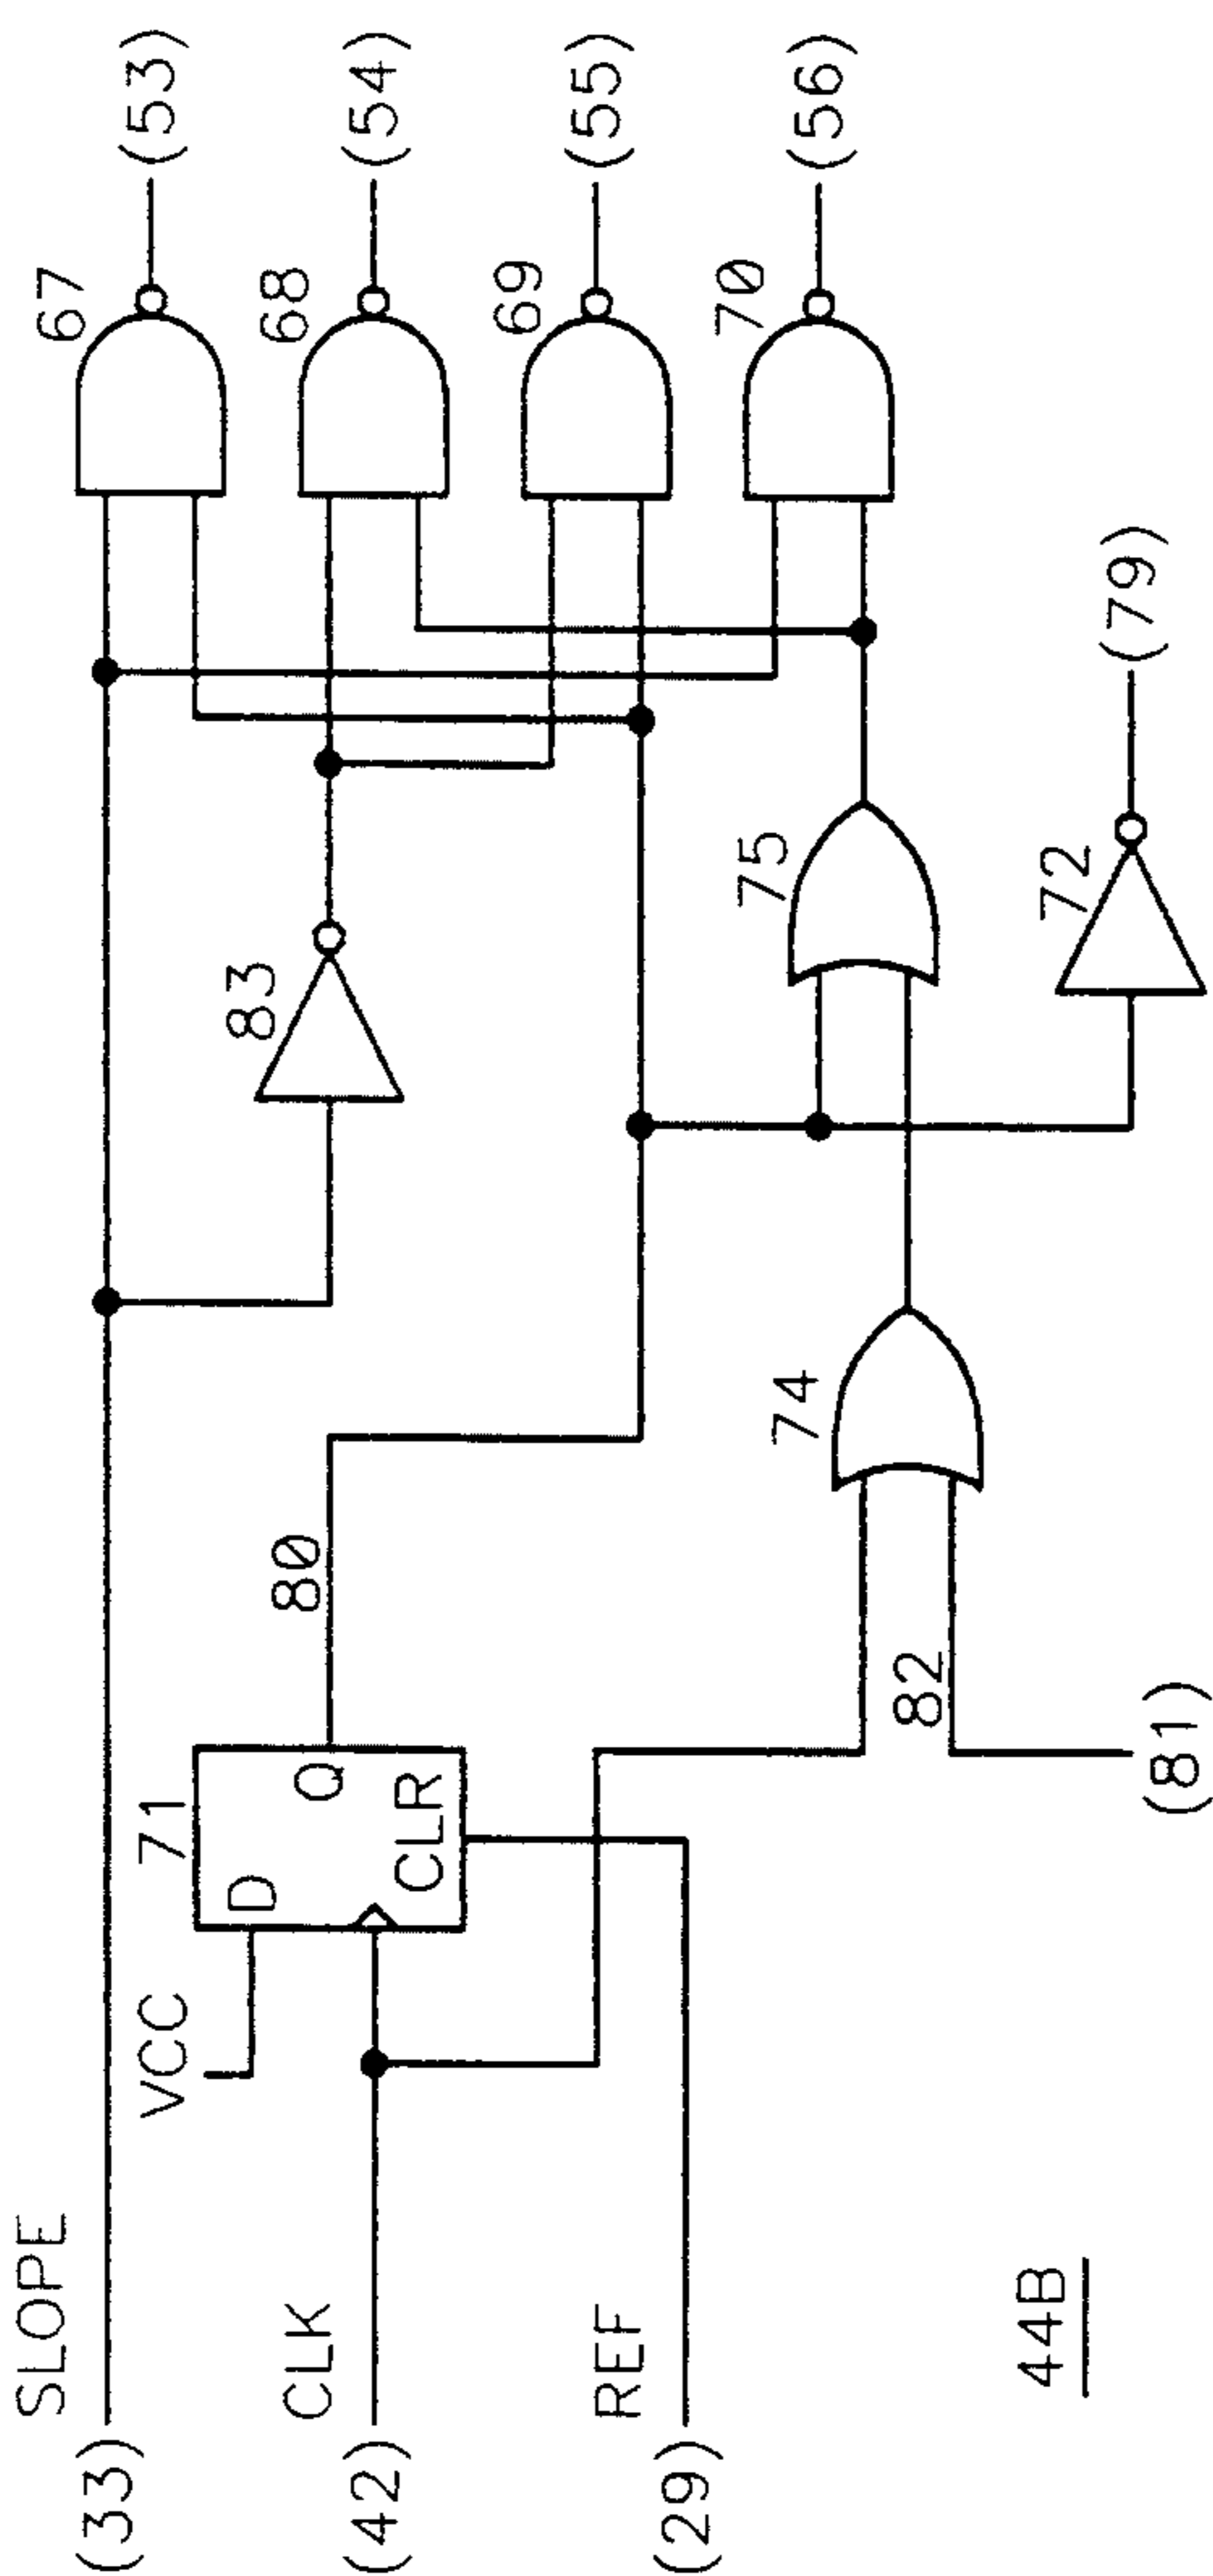 SLOPE
(33)
VCC
71
D
Q
CLR
CLK
(42)
REF
(29)
80
83
74
82
(81)
75
72
(79)
67
(53)
68
(54)
69
(55)
70
(56)
44B